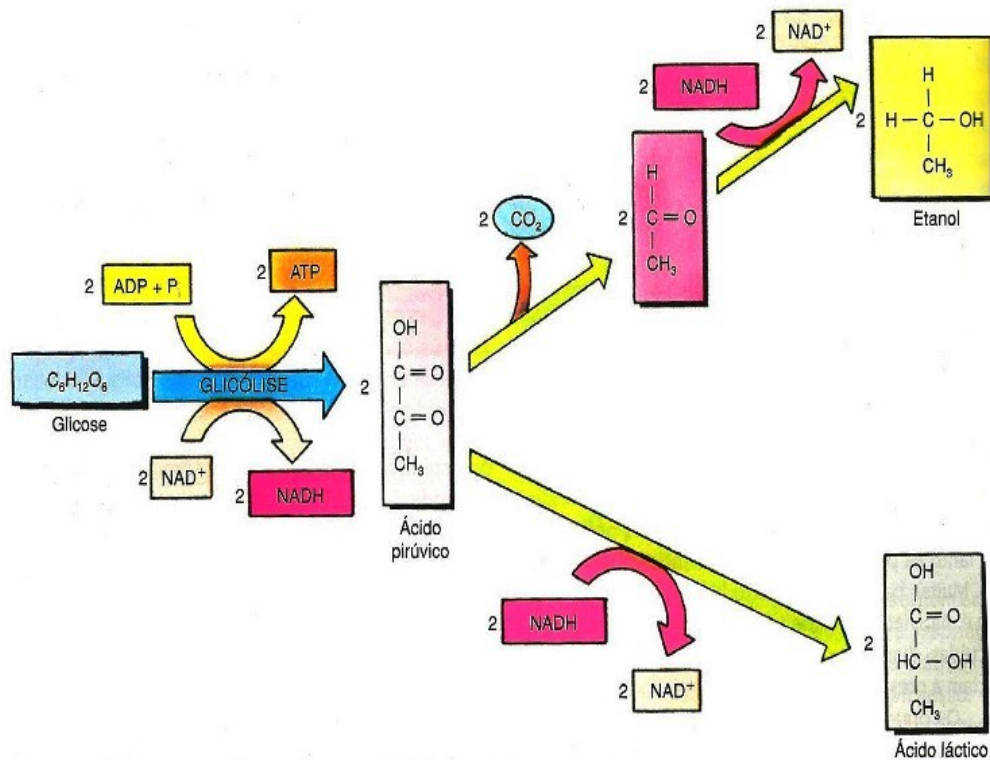 2 ADP + Pi
2 ATP
C6H12O6
Glicose
GLICÓLISE
2 NAD+
2 NADH
2
OH
C=O
C=O
CH3
Ácido
pirúvico
2 CO2
2
H
C=O
CH3
2 NADH
2 NAD+
2
H
H-C-OH
CH3
Etanol
2 NADH
2 NAD+
2
OH
C=O
HC-OH
CH3
Ácido láctico